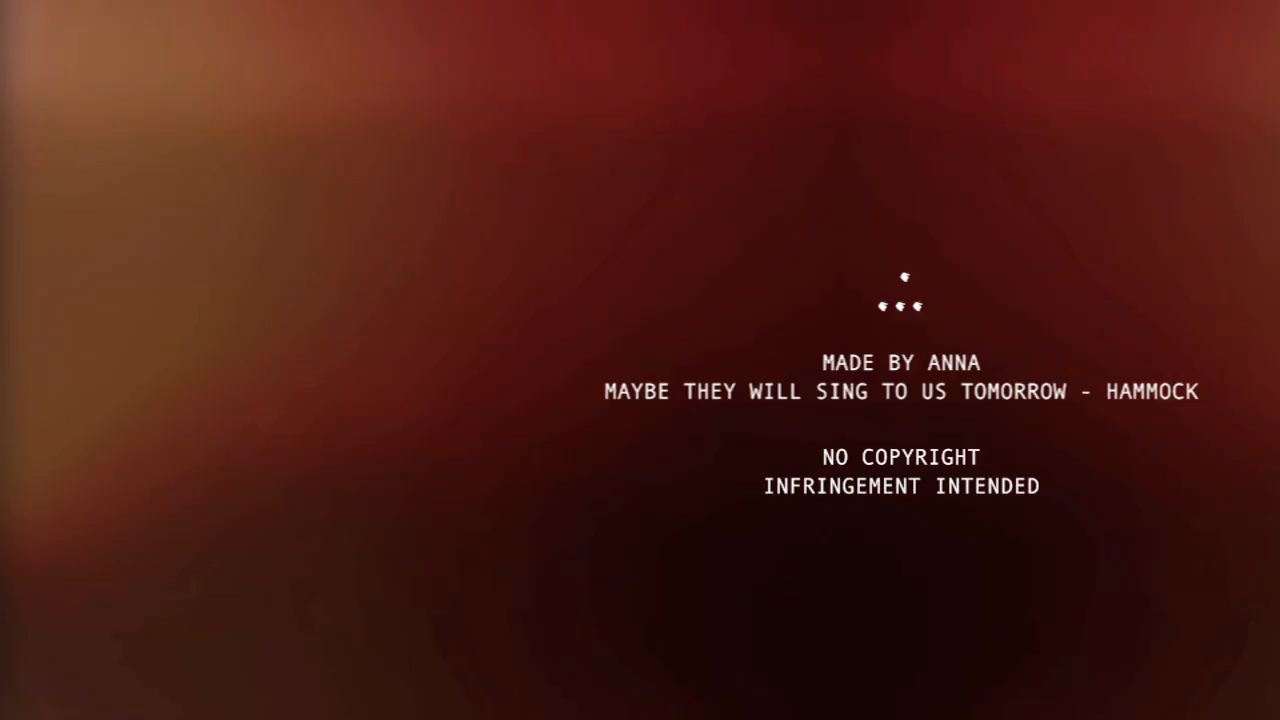 MADE BY ANNA
MAYBE THEY WILL SING TO US TOMORROW - HAMMOCK
NO COPYRIGHT
INFRINGEMENT INTENDED